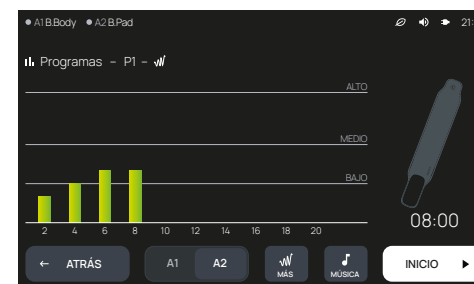 A1 B.Body A2 B.Pad 21:
Programas – P1 –
ALTO
MEDIO
BAJO
2 4 6 8 10 12 14 16 18 20
08:00
← ATRÁS A1 A2 MÁS MÚSICA INICIO